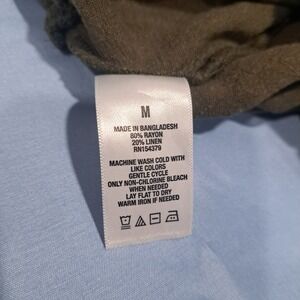 M
MADE IN BANGLADESH
80% RAYON
20% LINEN
RN154379
MACHINE WASH COLD WITH
LIKE COLORS
GENTLE CYCLE
ONLY NON-CHLORINE BLEACH
WHEN NEEDED
LAY FLAT TO DRY
WARM IRON IF NEEDED